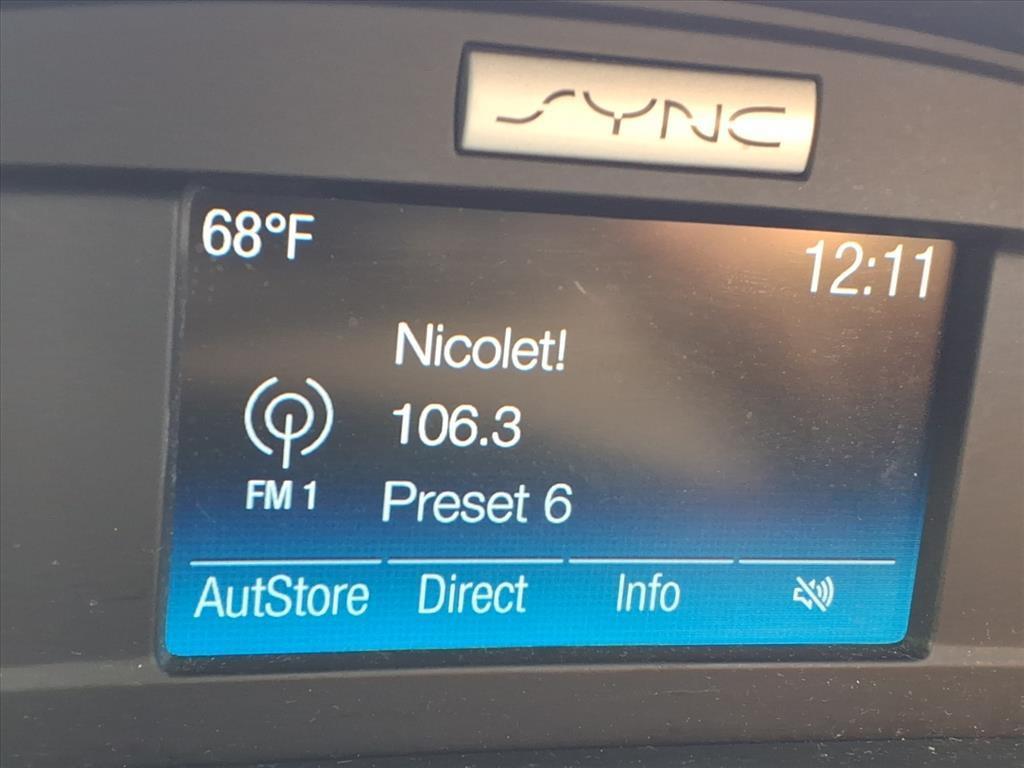 SYNC
68°F 12:11
Nicolet!
106.3
FM 1 Preset 6
AutStore Direct Info